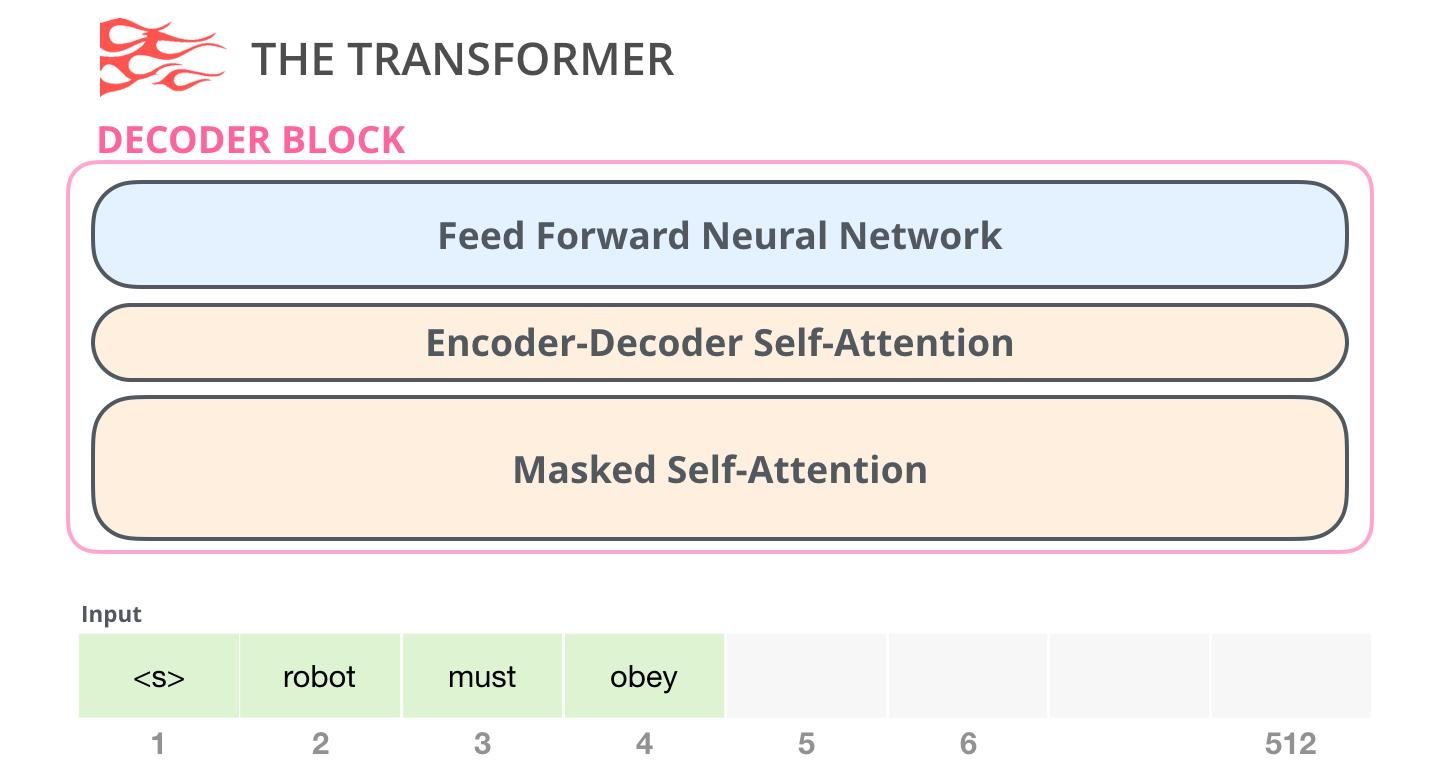 THE TRANSFORMER
DECODER BLOCK
Feed Forward Neural Network
Encoder-Decoder Self-Attention
Masked Self-Attention
Input
<s> robot must obey
1 2 3 4 5 6 512